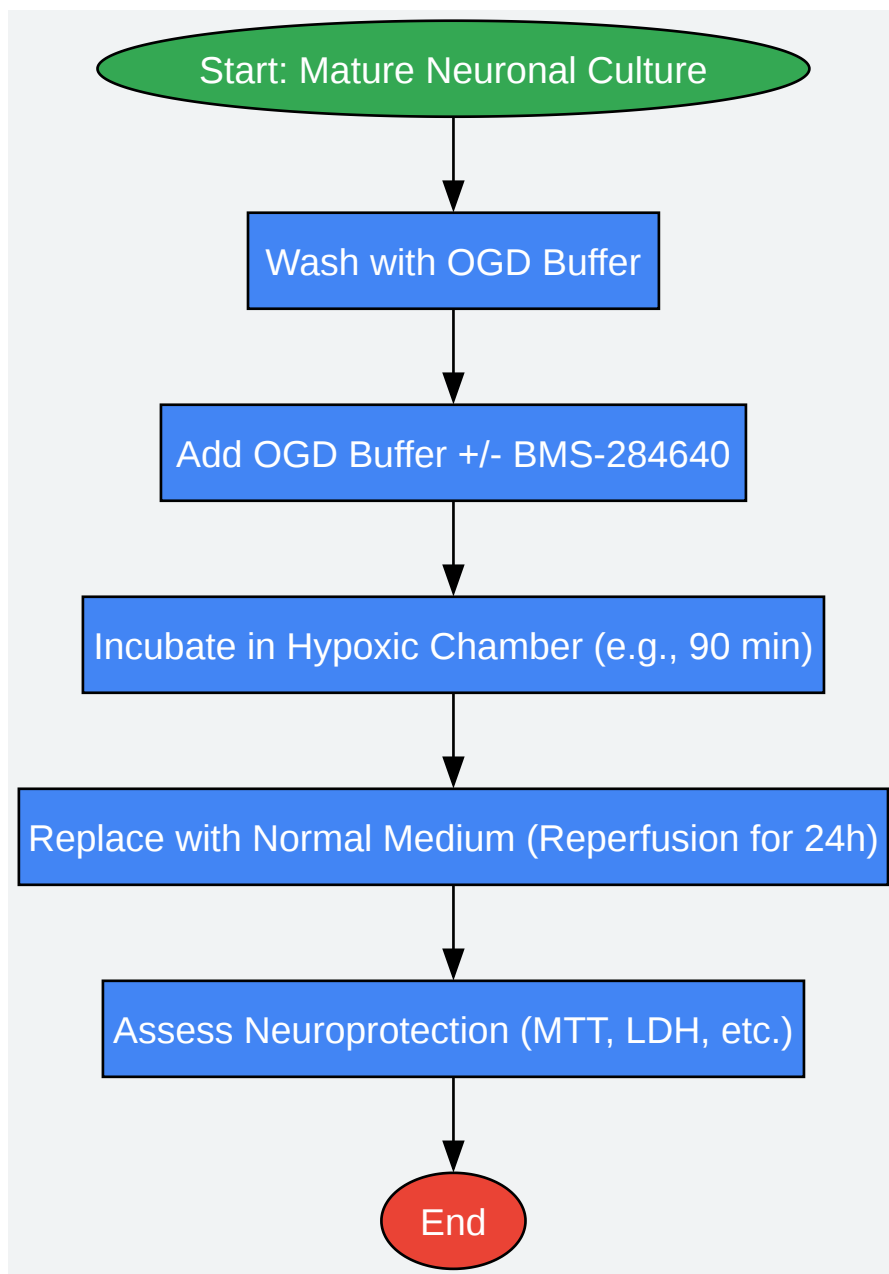 Start: Mature Neuronal Culture
Wash with OGD Buffer
Add OGD Buffer +/- BMS-284640
Incubate in Hypoxic Chamber (e.g., 90 min)
Replace with Normal Medium (Reperfusion for 24h)
Assess Neuroprotection (MTT, LDH, etc.)
End